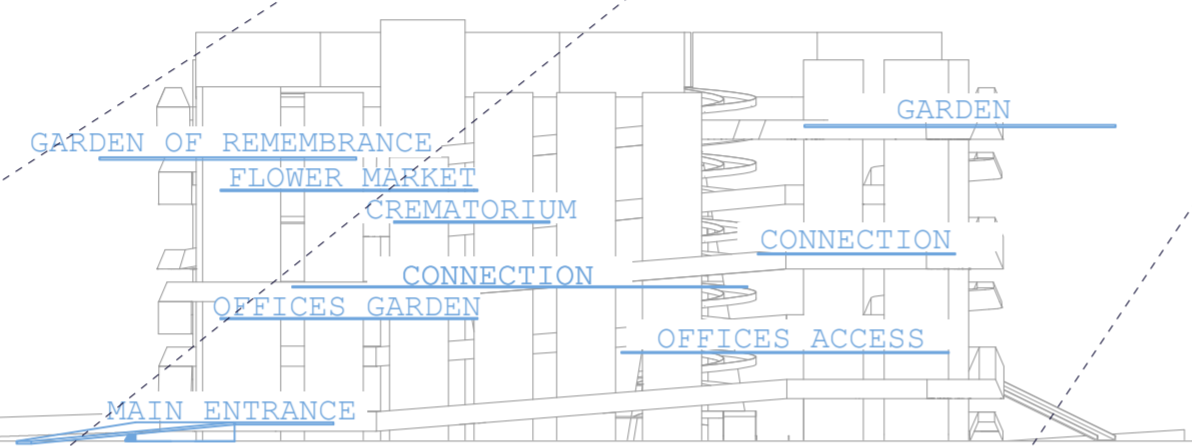 GARDEN
GARDEN OF REMEMBRANCE
FLOWER MARKET
CREMATORIUM
CONNECTION
CONNECTION
OFFICES GARDEN
OFFICES ACCESS
MAIN ENTRANCE